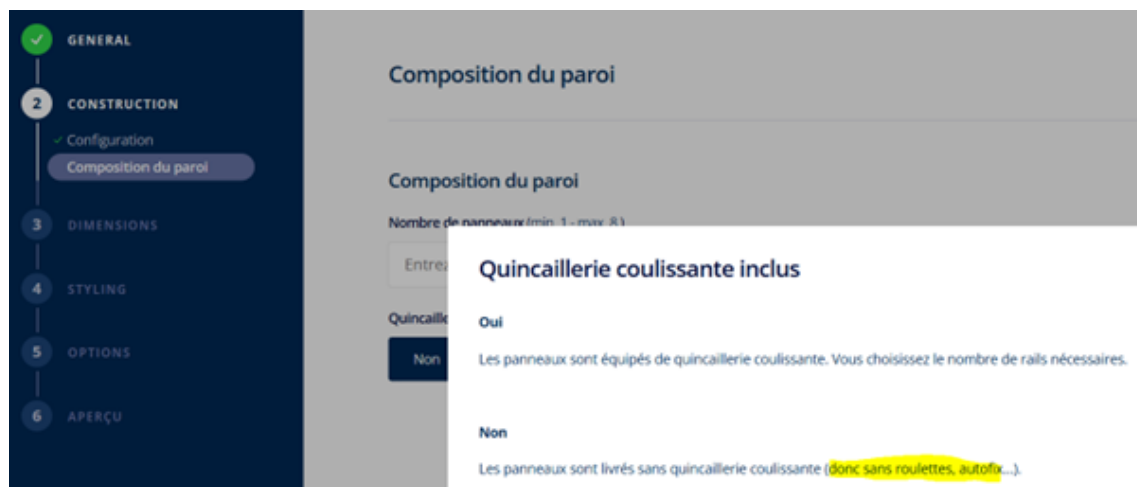 GENERAL
2 CONSTRUCTION
Configuration
Composition du paroi
3 DIMENSIONS
4 STYLING
5 OPTIONS
6 APERÇU
Composition du paroi
Composition du paroi
Nombre de panneaux (min. 1 - max. 8)
Entrez
Quincaille
Non
Quincaillerie coulissante inclus
Oui
Les panneaux sont équipés de quincaillerie coulissante. Vous choisissez le nombre de rails nécessaires.
Non
Les panneaux sont livrés sans quincaillerie coulissante (donc sans roulettes, autofix...).